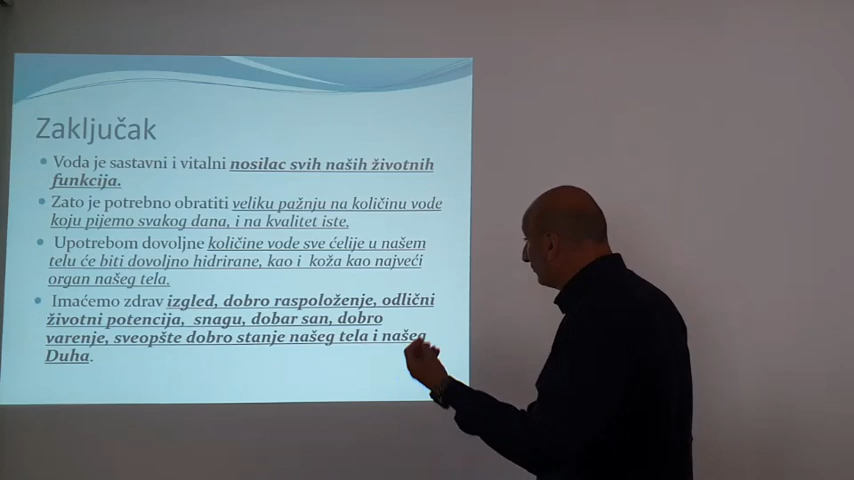 Zaključak
Voda je sastavni i vitalni nosilac svih naših životnih
funkcija.
Zato je potrebno obratiti veliku pažnju na količinu vode
koju pijemo svakog dana, i na kvalitet iste,
Upotrebom dovoljne količine vode sve ćelije u našem
telu će biti dovoljno hidrirane, kao i koža kao najveći
organ našeg tela,
Imaćemo zdrav izgled, dobro raspoloženje, odlični
životni potencija, snagu, dobar san, dobro
varenje, sveopšte dobro stanje našeg tela i našeg
Duha.